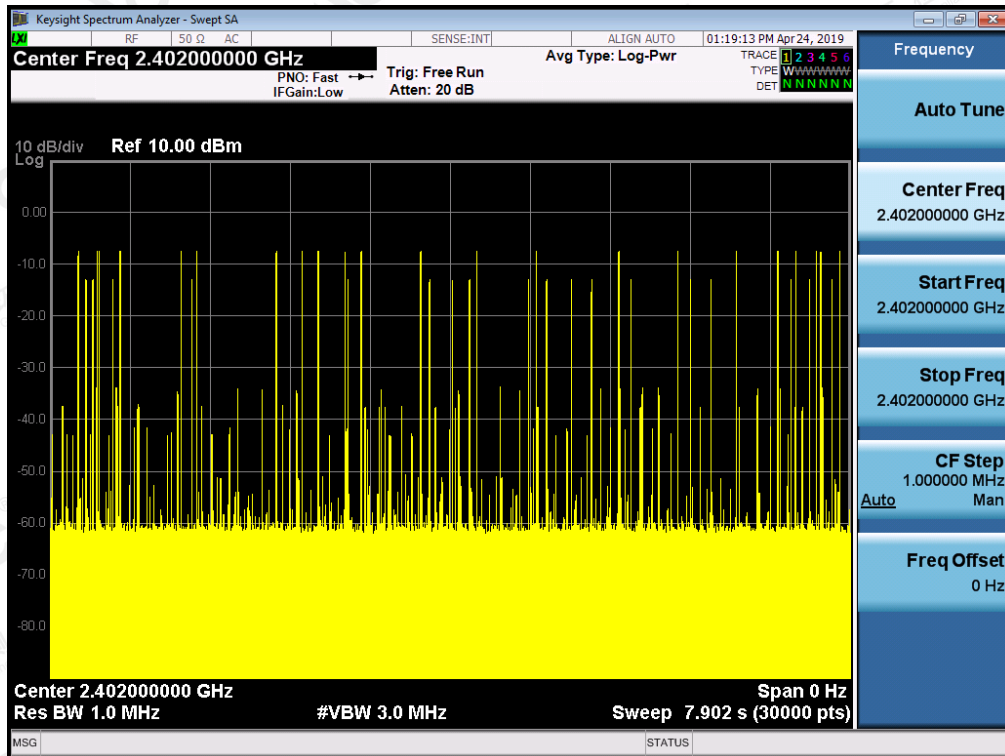 Keysight Spectrum Analyzer - Swept SA
LXI RF 50 Ω AC SENSE:INT ALIGN AUTO 01:19:13 PM Apr 24, 2019
Center Freq 2.402000000 GHz
PNO: Fast
IFGain:Low
Trig: Free Run
Atten: 20 dB
Avg Type: Log-Pwr
TRACE 1 2 3 4 5 6
TYPE W W W W W W
DET N N N N N N
10 dB/div Ref 10.00 dBm
Log
0.00
-10.0
-20.0
-30.0
-40.0
-50.0
-60.0
-70.0
-80.0
Center 2.402000000 GHz Span 0 Hz
Res BW 1.0 MHz #VBW 3.0 MHz Sweep 7.902 s (30000 pts)
MSG STATUS
Frequency
Auto Tune
Center Freq
2.402000000 GHz
Start Freq
2.402000000 GHz
Stop Freq
2.402000000 GHz
CF Step
1.000000 MHz
Auto Man
Freq Offset
0 Hz